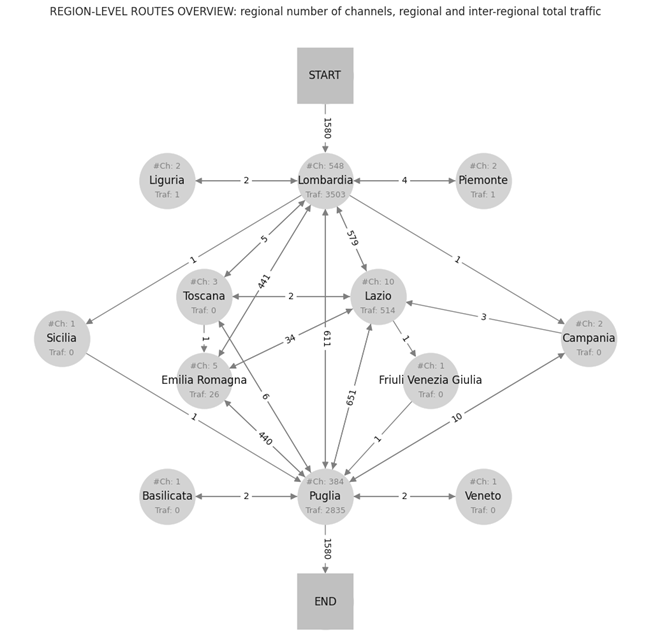 REGION-LEVEL ROUTES OVERVIEW: regional number of channels, regional and inter-regional total traffic
START
1580
#Ch: 2
Liguria
Traf: 1
2
#Ch: 548
Lombardia
Traf: 3503
4
#Ch: 2
Piemonte
Traf: 1
1
5
441
579
1
#Ch: 3
Toscana
Traf: 0
2
#Ch: 10
Lazio
Traf: 514
3
#Ch: 1
Sicilia
Traf: 0
1
34
611
1
#Ch: 2
Campania
Traf: 0
#Ch: 5
Emilia Romagna
Traf: 26
#Ch: 1
Friuli Venezia Giulia
Traf: 0
1
440
6
651
1
10
#Ch: 1
Basilicata
Traf: 0
2
#Ch: 384
Puglia
Traf: 2835
2
#Ch: 1
Veneto
Traf: 0
1580
END